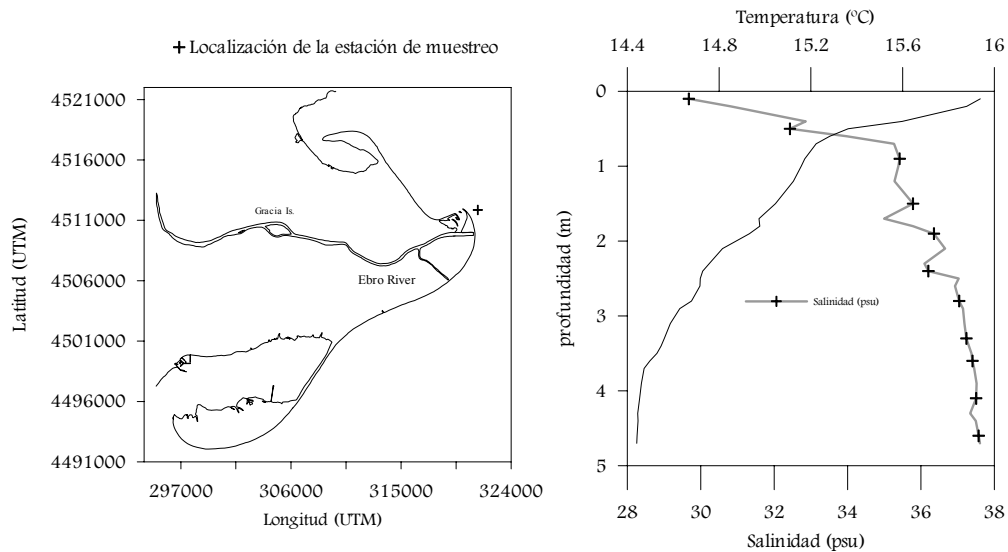 + Localización de la estación de muestreo
Latitud (UTM)
4521000
4516000
4511000
4506000
4501000
4496000
4491000
Gracia Is.
Ebro River
297000 306000 315000 324000
Longitud (UTM)
Temperatura (ºC)
14.4 14.8 15.2 15.6 16
profundidad (m)
0
1
2
3
4
5
Salinidad (psu)
28 30 32 34 36 38
Salinidad (psu)